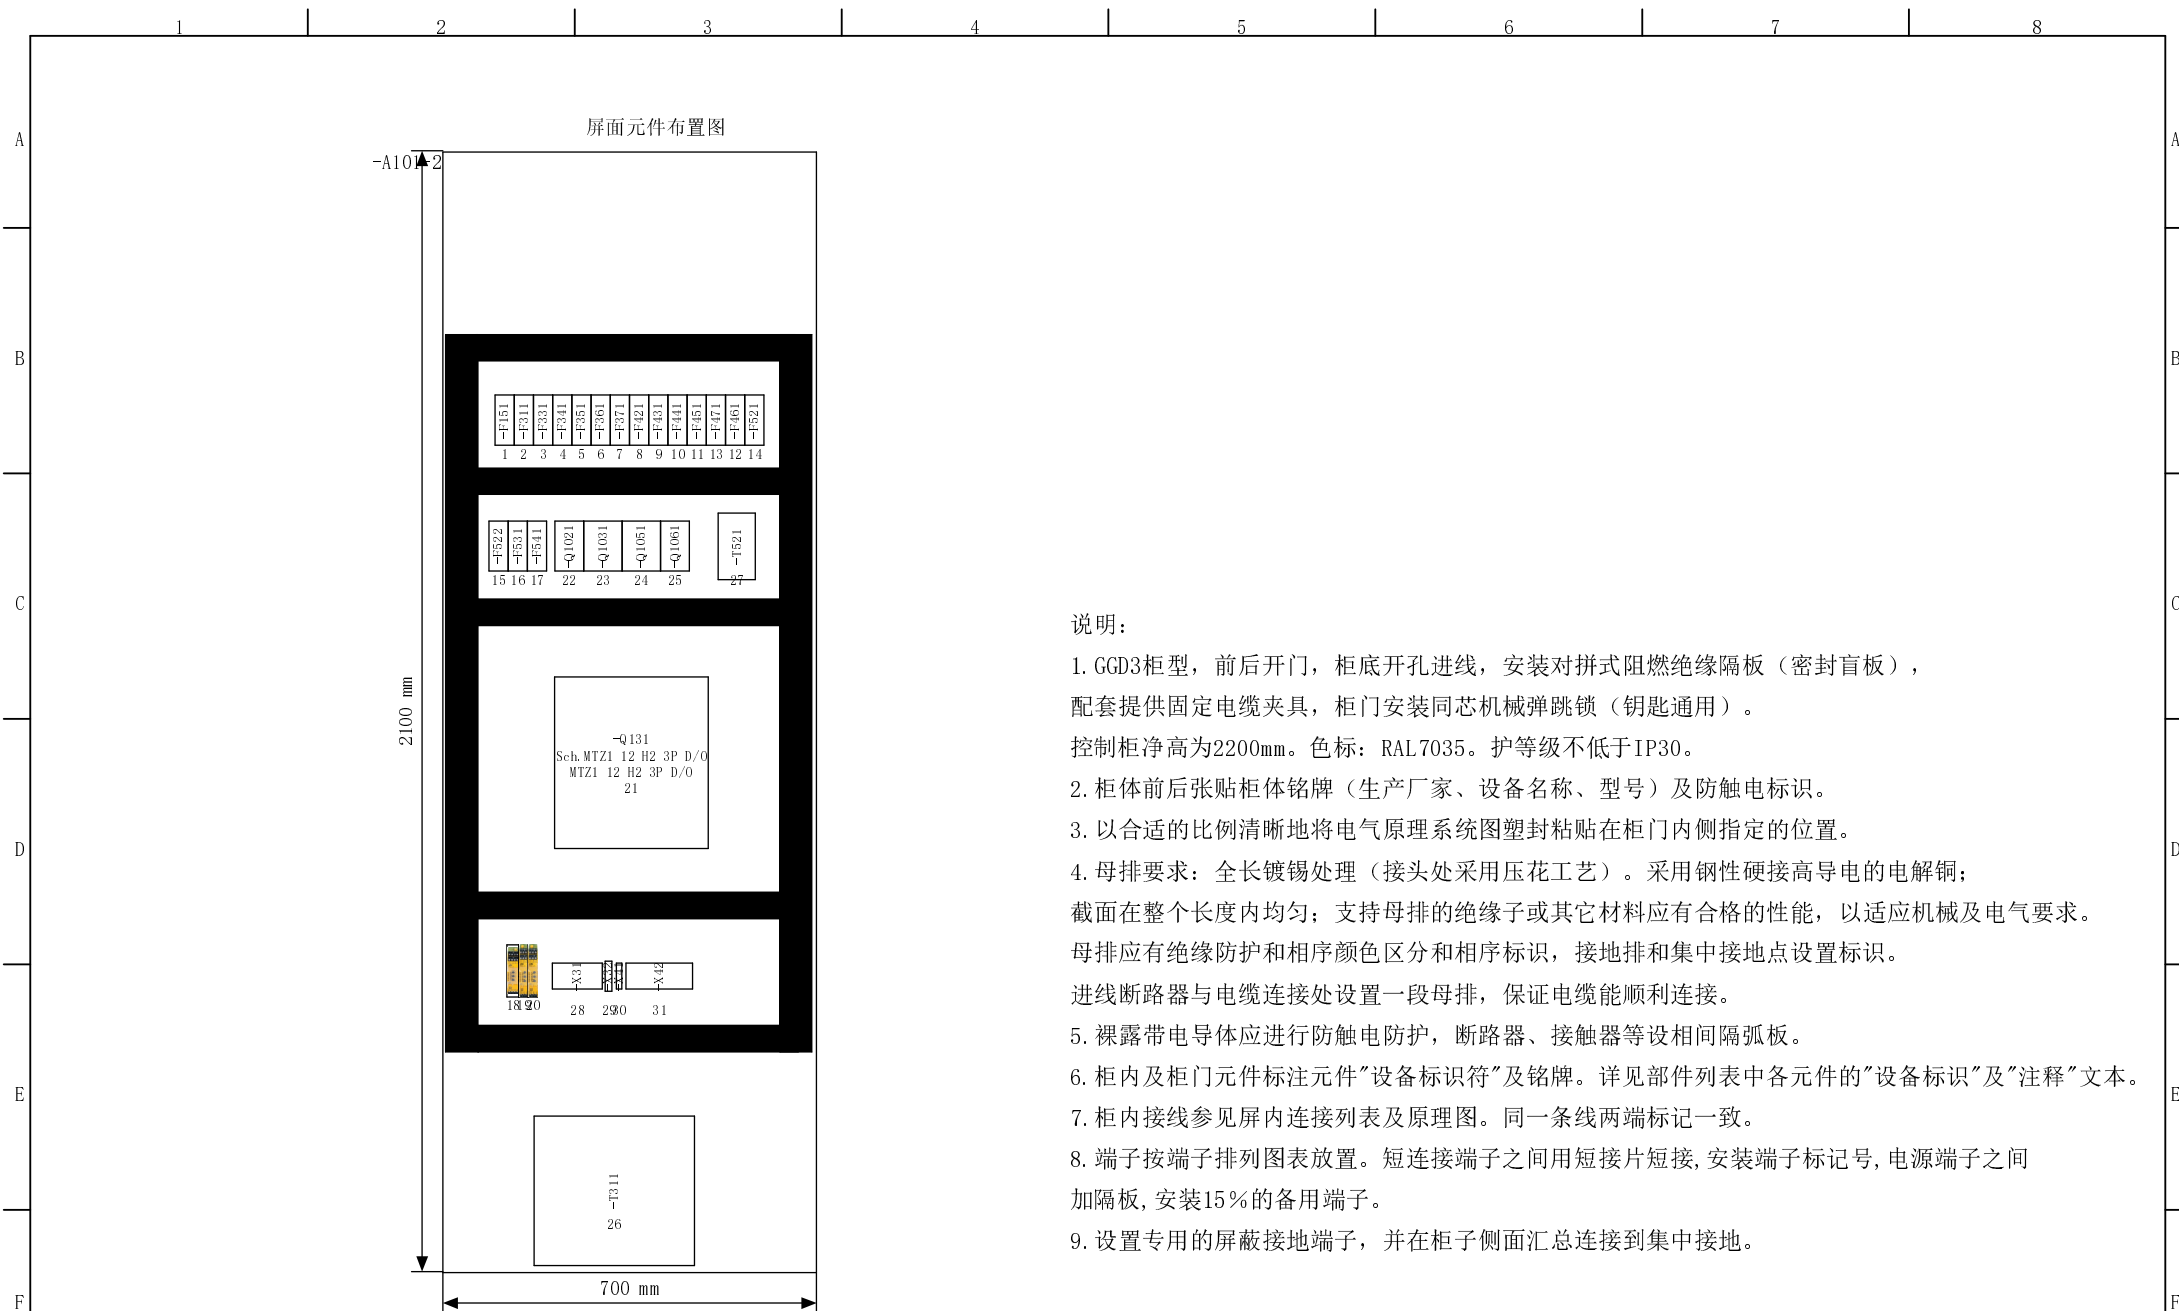 1 2 3 4 5 6 7 8
A A
屏面元件布置图
-A101-2
B B
-F151 -F311 -F331 -F341 -F351 -F361 -F371 -F421 -F431 -F441 -F451 -F471 -F461 -F521
1 2 3 4 5 6 7 8 9 10 11 13 12 14
-F522 -F531 -F541 -Q1021 -Q1031 -Q1051 -Q1061 -T521
15 16 17 22 23 24 25 27
C C
2100 mm
-Q131
Sch.MTZ1 12 H2 3P D/O
MTZ1 12 H2 3P D/O
21
D D
-X31 -X32 -X41 -X42
18 19 20 28 29 30 31
E E
-T311
26
700 mm
F F
说明:
1.GGD3柜型，前后开门，柜底开孔进线，安装对拼式阻燃绝缘隔板（密封盲板），
配套提供固定电缆夹具，柜门安装同芯机械弹跳锁（钥匙通用）。
控制柜净高为2200mm。色标：RAL7035。护等级不低于IP30。
2.柜体前后张贴柜体铭牌（生产厂家、设备名称、型号）及防触电标识。
3.以合适的比例清晰地将电气原理系统图塑封粘贴在柜门内侧指定的位置。
4.母排要求：全长镀锡处理（接头处采用压花工艺）。采用钢性硬接高导电的电解铜；
截面在整个长度内均匀；支持母排的绝缘子或其它材料应有合格的性能，以适应机械及电气要求。
母排应有绝缘防护和相序颜色区分和相序标识，接地排和集中接地点设置标识。
进线断路器与电缆连接处设置一段母排，保证电缆能顺利连接。
5.裸露带电导体应进行防触电防护，断路器、接触器等设相间隔弧板。
6.柜内及柜门元件标注元件"设备标识符"及铭牌。详见部件列表中各元件的"设备标识"及"注释"文本。
7.柜内接线参见屏内连接列表及原理图。同一条线两端标记一致。
8.端子按端子排列图表放置。短连接端子之间用短接片短接,安装端子标记号,电源端子之间
加隔板,安装15%的备用端子。
9.设置专用的屏蔽接地端子，并在柜子侧面汇总连接到集中接地。